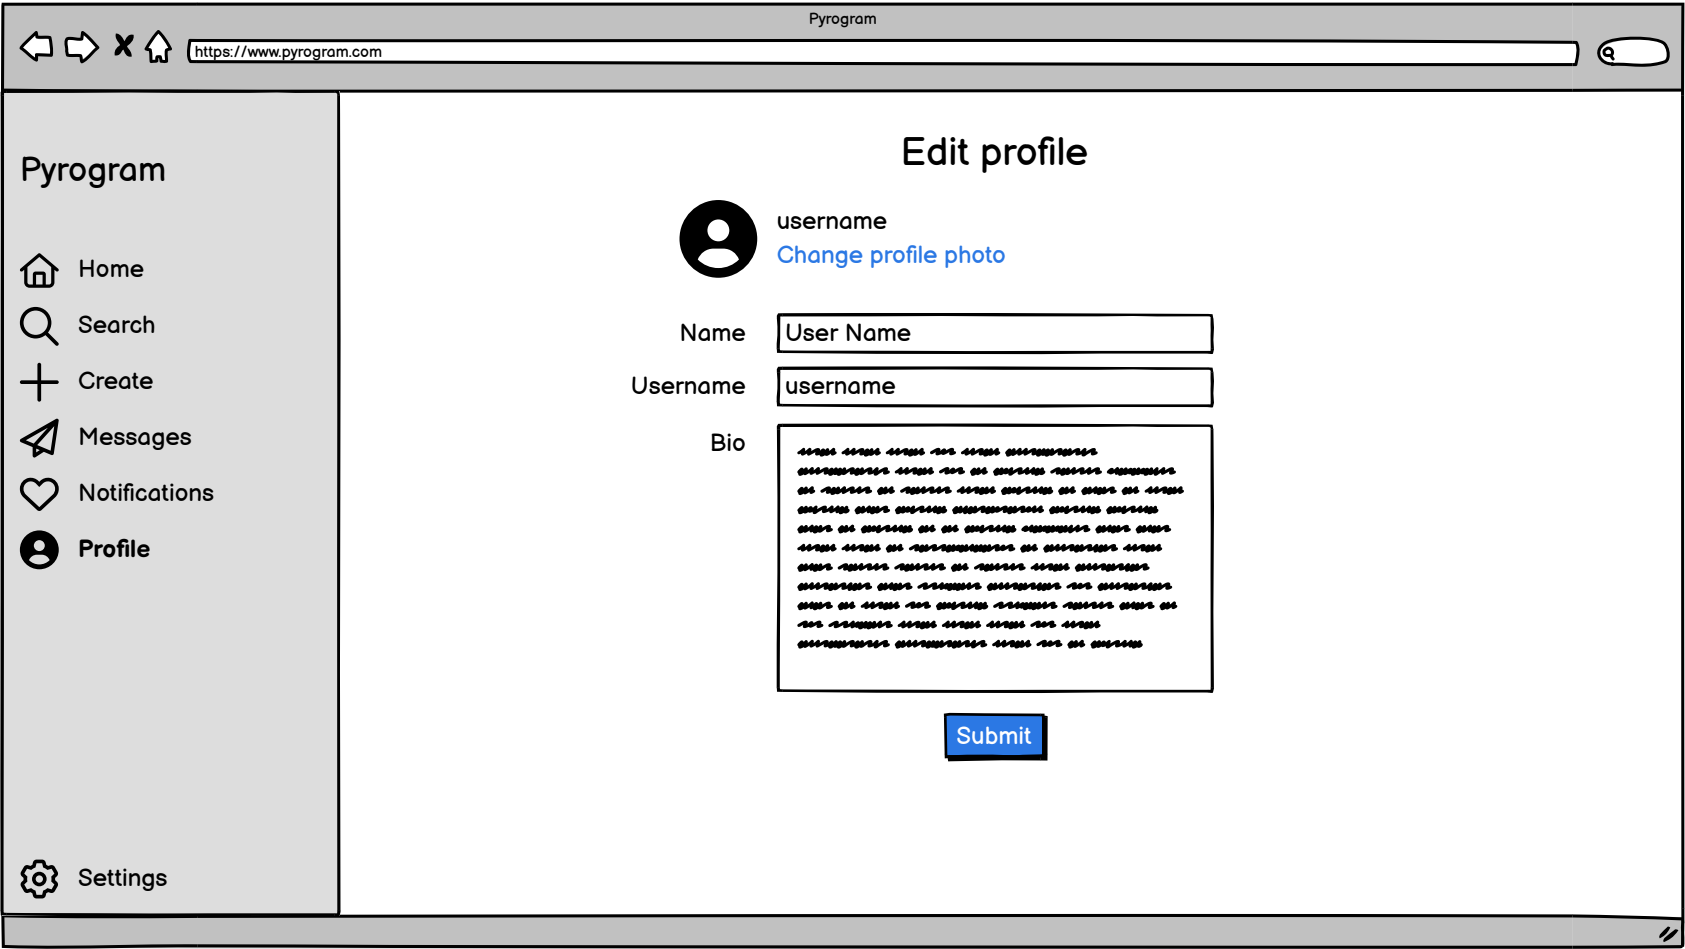 Pyrogram
https://www.pyrogram.com
Pyrogram
Home
Search
Create
Messages
Notifications
Profile
Settings
Edit profile
username
Change profile photo
Name
User Name
Username
username
Bio
Submit